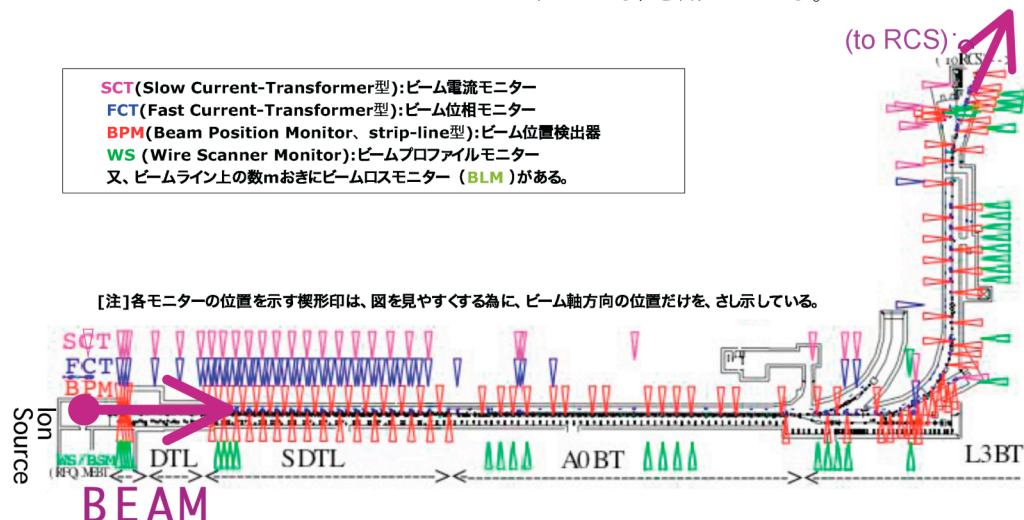 (to RCS)
SCT(Slow Current-Transformer型):ビーム電流モニター
FCT(Fast Current-Transformer型):ビーム位相モニター
BPM(Beam Position Monitor、strip-line型):ビーム位置検出器
WS (Wire Scanner Monitor):ビームプロファイルモニター
又、ビームライン上の数mおきにビームロスモニター（BLM )がある。
[注]各モニターの位置を示す楔形印は、図を見やすくする為に、ビーム軸方向の位置だけを、さし示している。
SCT
FCT
BPM
Ion
Source
WS/BSM
DTL
SDTL
A0BT
L3BT
(RFQ) MEBT
BEAM